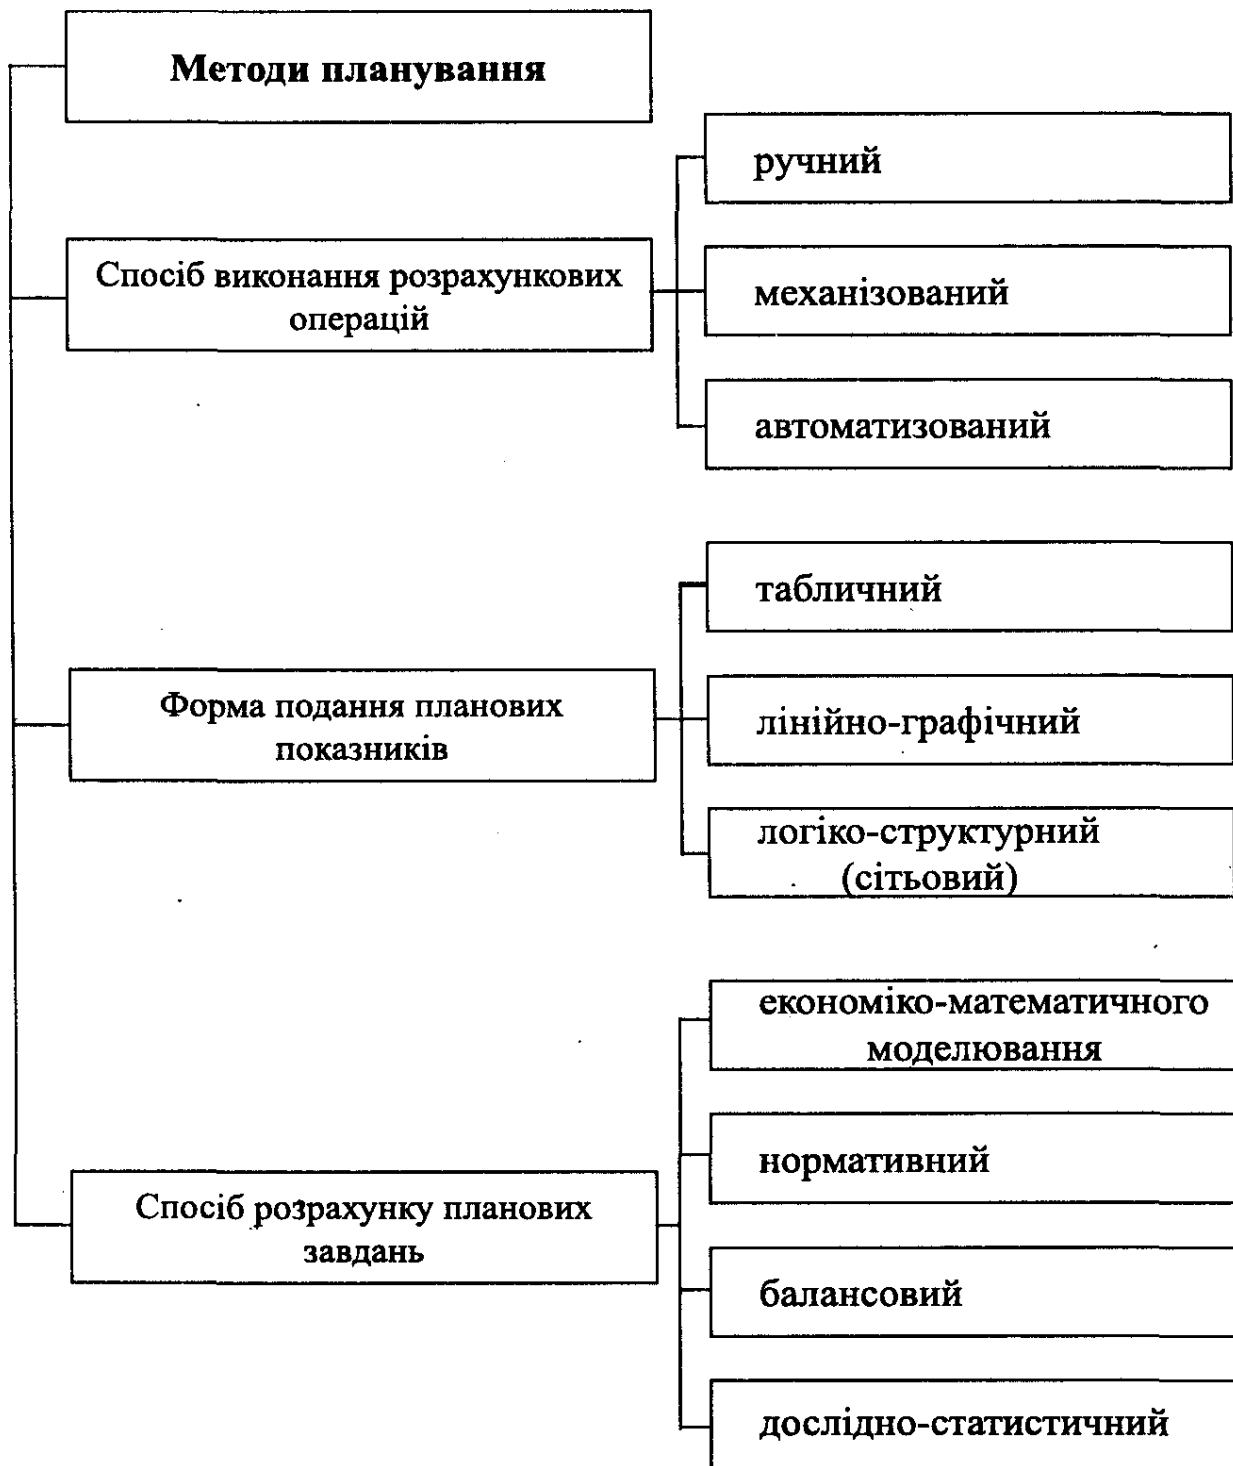 Методи планування
ручний
Спосіб виконання розрахункових
операцій
механізований
автоматизований
табличний
Форма подання планових
показників
лінійно-графічний
логіко-структурний
(сітьовий)
економіко-математичного
моделювання
нормативний
Спосіб розрахунку планових
завдань
балансовий
дослідно-статистичний